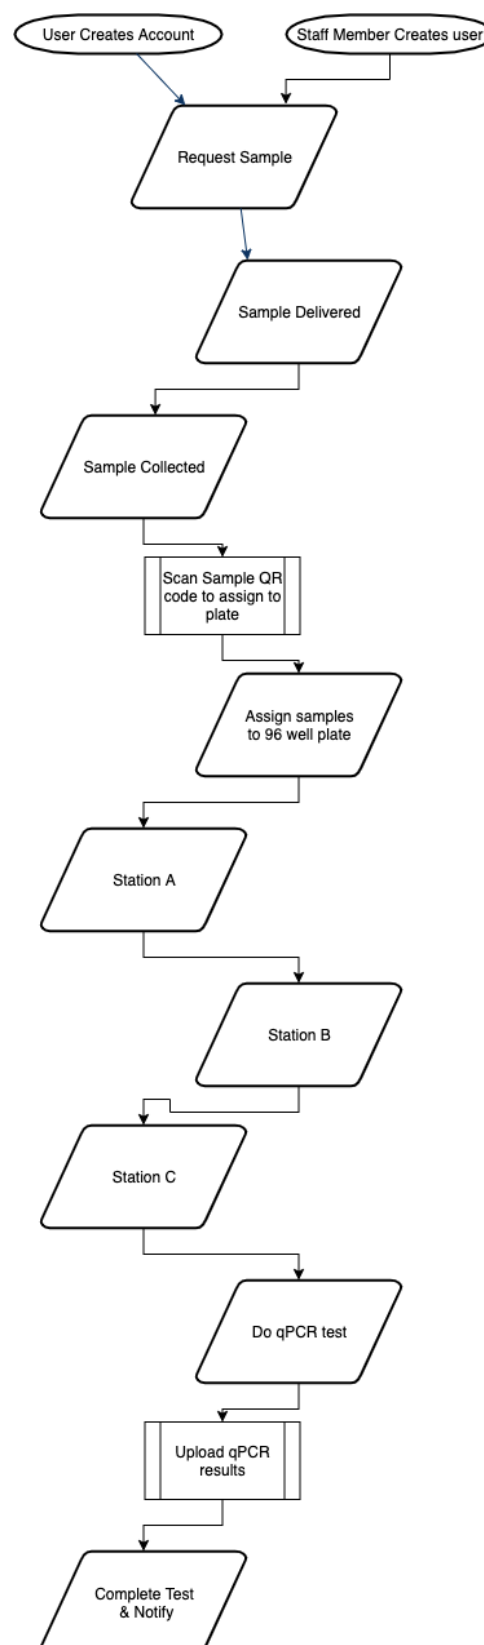 User Creates Account
Staff Member Creates user
Request Sample
Sample Delivered
Sample Collected
Scan Sample QR
code to assign to
plate
Assign samples
to 96 well plate
Station A
Station B
Station C
Do qPCR test
Upload qPCR
results
Complete Test
& Notify